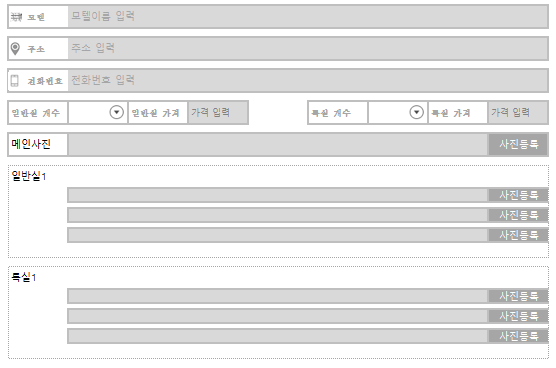 모텔 모텔이름 입력
주소 주소 입력
전화번호 전화번호 입력
일반실 개수 일반실 가격 가격 입력 특실 개수 특실 가격 가격 입력
메인사진 사진등록
일반실1
사진등록
사진등록
사진등록
특실1
사진등록
사진등록
사진등록